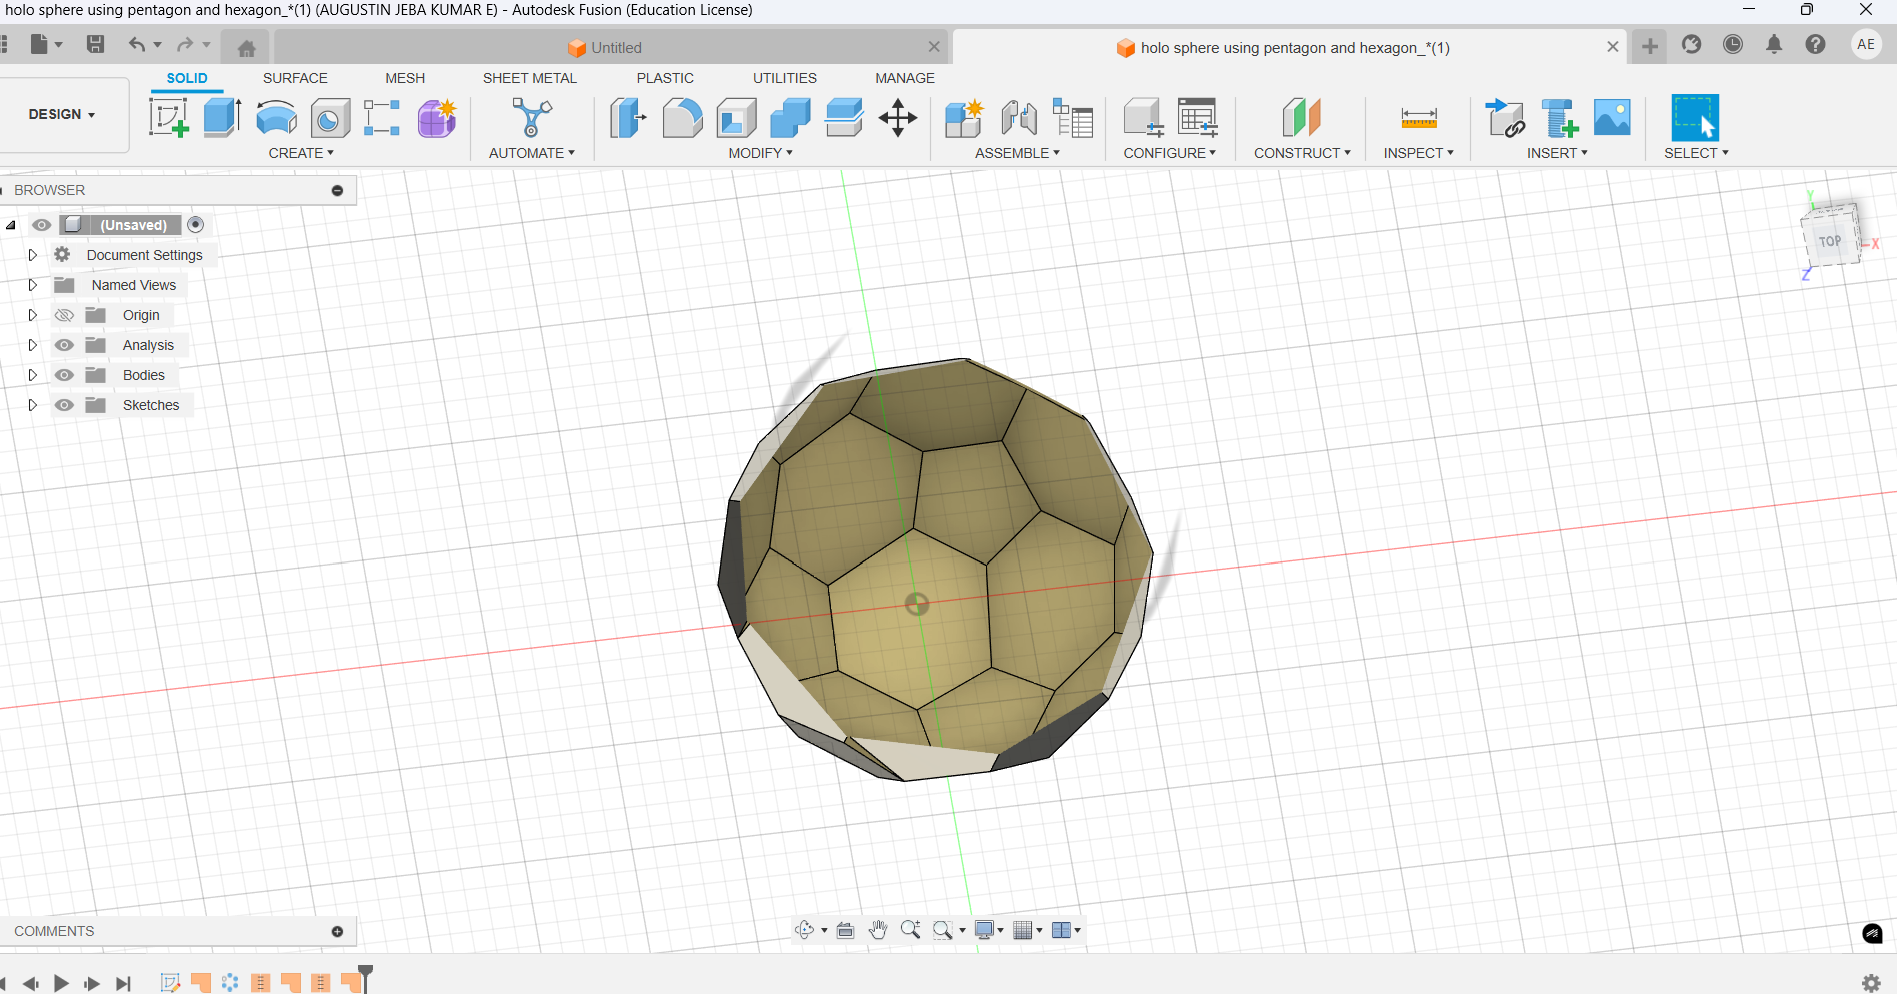 holo sphere using pentagon and hexagon_*(1) (AUGUSTIN JEBA KUMAR E) - Autodesk Fusion (Education License)
Untitled
holo sphere using pentagon and hexagon_*(1)
AE
SOLID SURFACE MESH SHEET METAL PLASTIC UTILITIES MANAGE
DESIGN
CREATE AUTOMATE MODIFY ASSEMBLE CONFIGURE CONSTRUCT INSPECT INSERT SELECT
BROWSER
(Unsaved)
Document Settings
Named Views
Origin
Analysis
Bodies
Sketches
Y
TOP
X
Z
COMMENTS